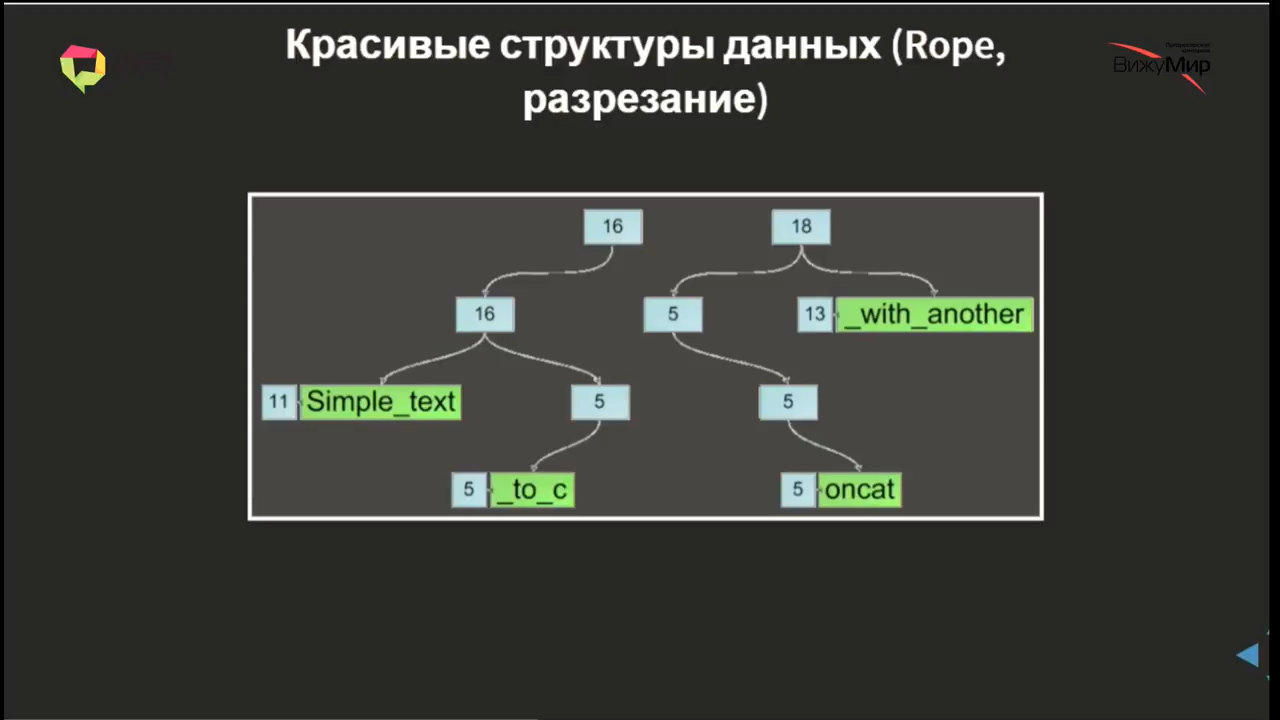 Красивые структуры данных (Rope,
разрезание)
ВижуМир
16 18
16 5 13 _with_another
11 Simple_text 5 5
5 _to_c 5 oncat